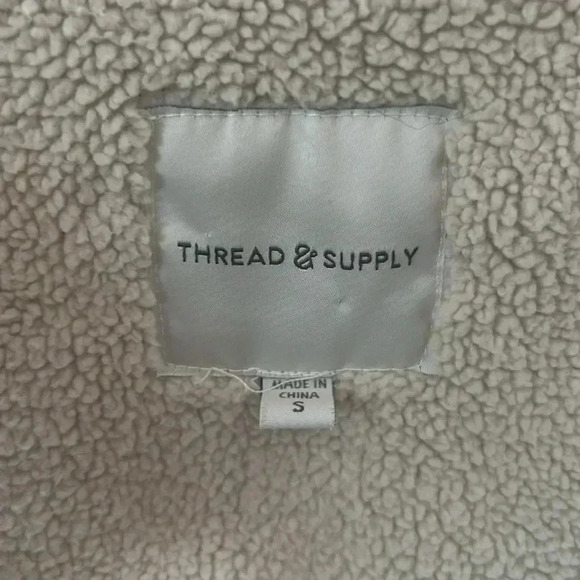 THREAD & SUPPLY
MADE IN
CHINA
S